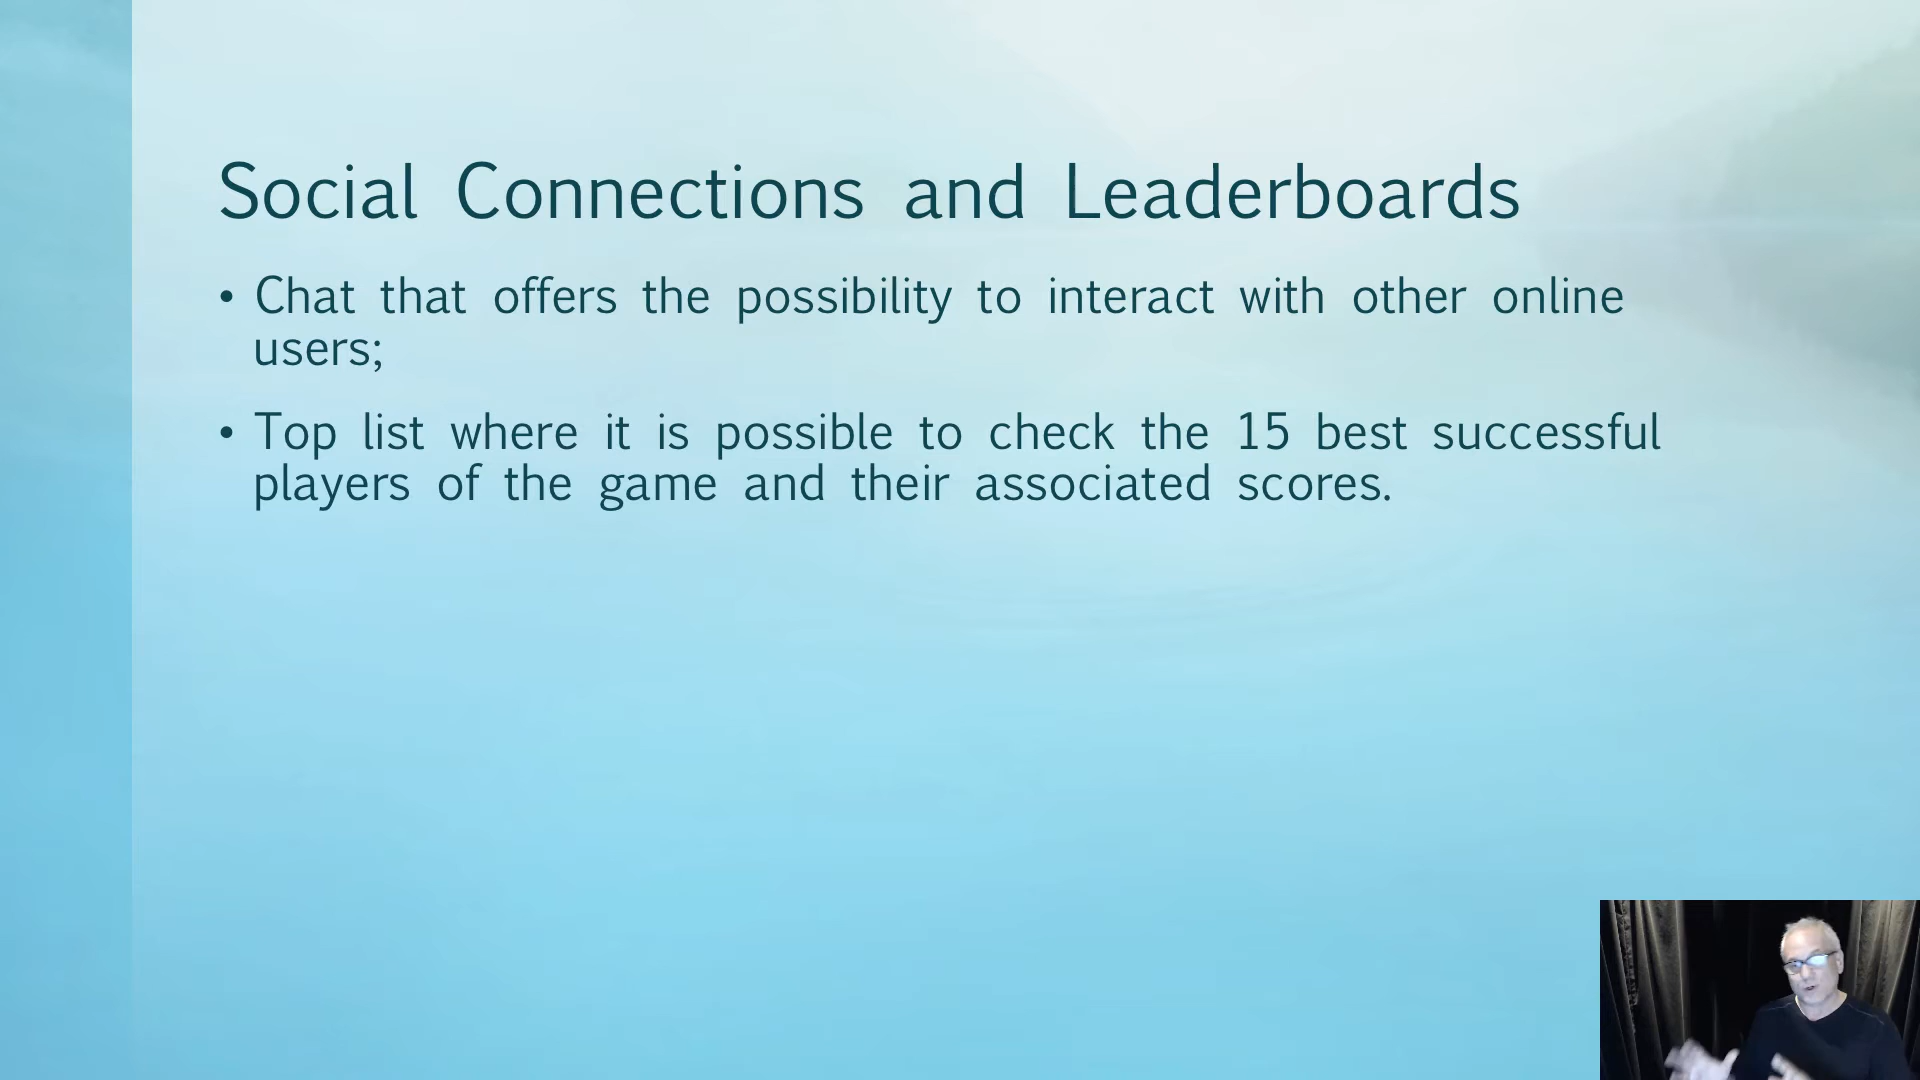 Social Connections and Leaderboards
• Chat that offers the possibility to interact with other online
users;
• Top list where it is possible to check the 15 best successful
players of the game and their associated scores.